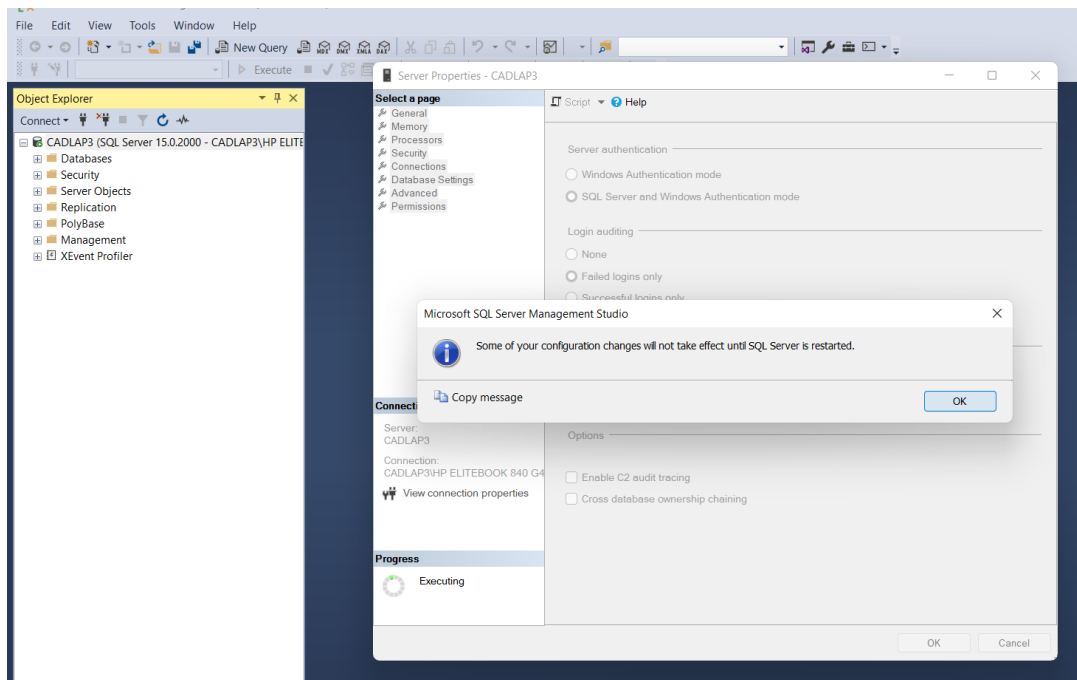 File Edit View Tools Window Help
New Query
Execute
Object Explorer
Connect
CADLAP3 (SQL Server 15.0.2000 - CADLAP3\HP ELITE
Databases
Security
Server Objects
Replication
PolyBase
Management
XEvent Profiler
Server Properties - CADLAP3
Select a page
General
Memory
Processors
Security
Connections
Database Settings
Advanced
Permissions
Script Help
Server authentication
Windows Authentication mode
SQL Server and Windows Authentication mode
Login auditing
None
Failed logins only
Successful logins only
Microsoft SQL Server Management Studio
Some of your configuration changes will not take effect until SQL Server is restarted.
Copy message
OK
Connecti
Server:
CADLAP3
Connection:
CADLAP3\HP ELITEBOOK 840 G4
View connection properties
Options
Enable C2 audit tracing
Cross database ownership chaining
Progress
Executing
OK Cancel